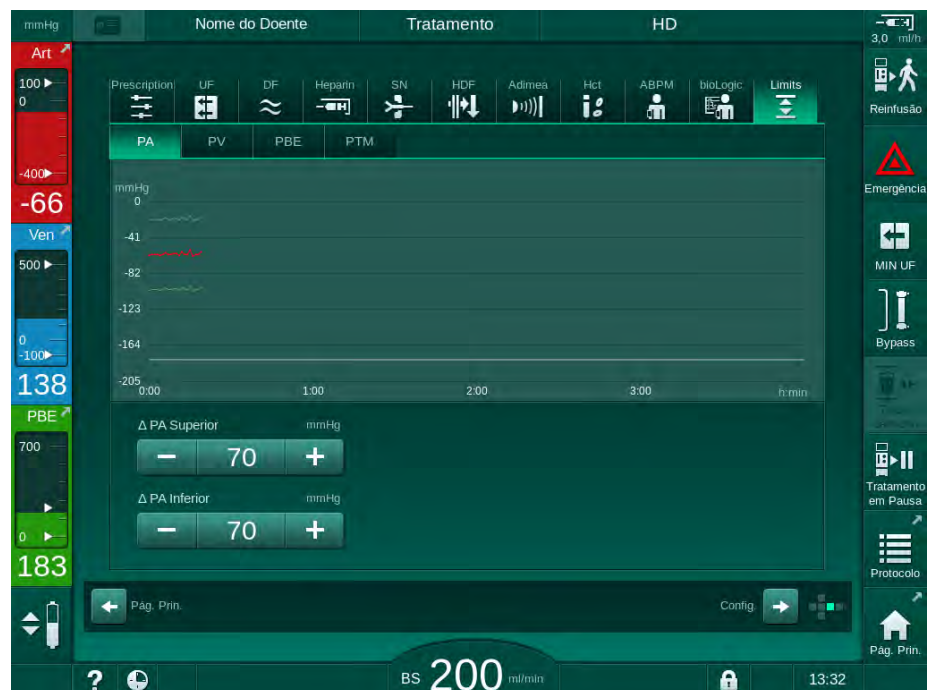 mmHg
Nome do Doente
Tratamento
HD
3,0 ml/h
Art
100
0
-400
-66
Ven
500
0
-100
138
PBE
700
0
183
Prescription UF DF Heparin SN HDF Adimea Hct ABPM bioLogic Limits
PA PV PBE PTM
mmHg
0
-41
-82
-123
-164
-205
0:00 1:00 2:00 3:00 h:min
Δ PA Superior mmHg
− 70 +
Δ PA Inferior mmHg
− 70 +
Pág. Prin.
Config.
Reinfusão
Emergência
MIN UF
Bypass
Tratamento
em Pausa
Protocolo
Pág. Prin.
?
BS 200 ml/min
13:32